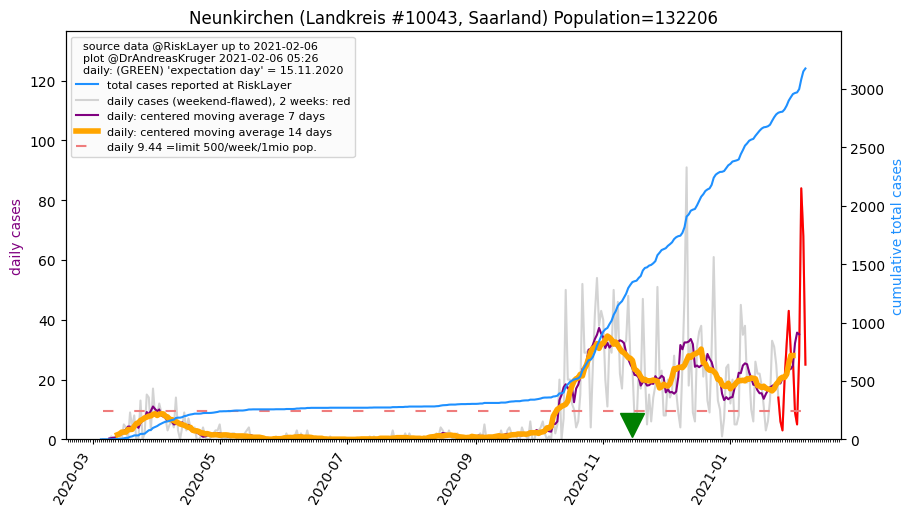 Neunkirchen (Landkreis #10043, Saarland) Population=132206
source data @RiskLayer up to 2021-02-06
plot @DrAndreasKruger 2021-02-06 05:26
daily: (GREEN) 'expectation day' = 15.11.2020
total cases reported at RiskLayer
daily cases (weekend-flawed), 2 weeks: red
daily: centered moving average 7 days
daily: centered moving average 14 days
daily 9.44 =limit 500/week/1mio pop.
daily cases
120
100
80
60
40
20
0
3000
2500
2000
1500
1000
500
0
cumulative total cases
2020-03
2020-05
2020-07
2020-09
2020-11
2021-01